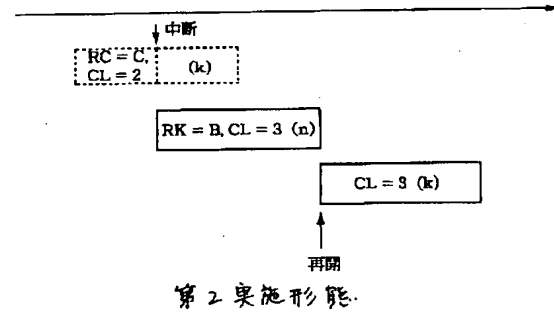 中断
RC = C,
CL = 2
(k)
RK = B, CL = 3 (n)
CL = 3 (k)
再開
第2実施形態.